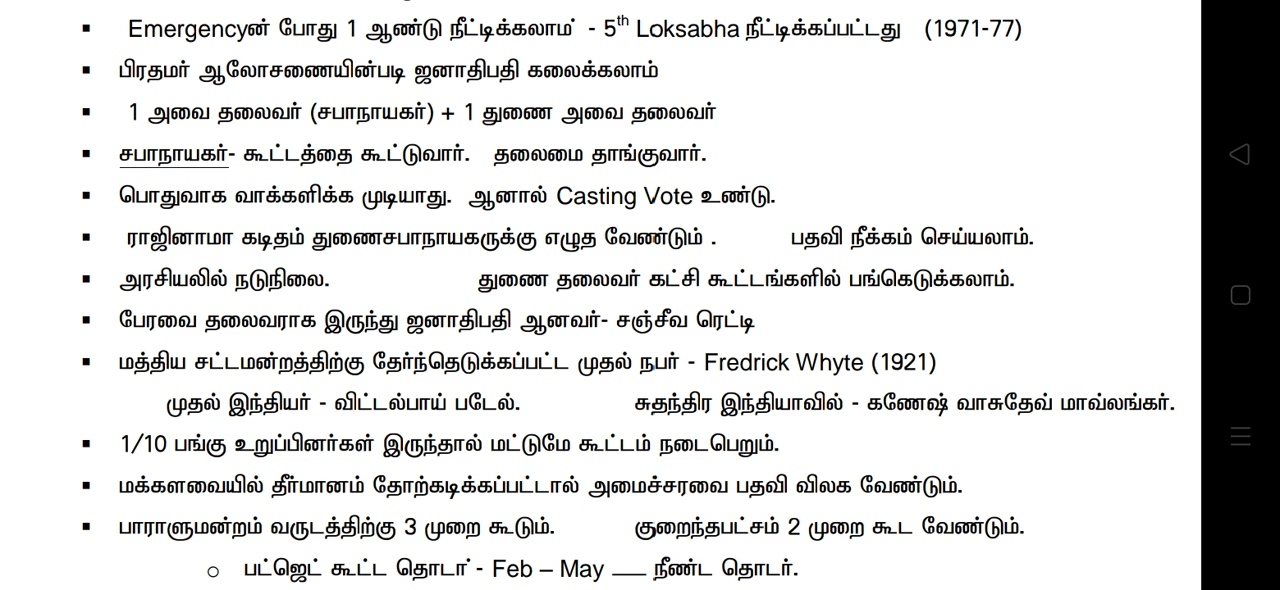 ▪ Emergencyன் போது 1 ஆண்டு நீட்டிக்கலாம் - 5th Loksabha நீட்டிக்கப்பட்டது (1971-77)
▪ பிரதமர் ஆலோசணையின்படி ஜனாதிபதி கலைக்கலாம்
▪ 1 அவை தலைவர் (சபாநாயகர்) + 1 துணை அவை தலைவர்
▪ சபாநாயகர்- கூட்டத்தை கூட்டுவார். தலைமை தாங்குவார்.
▪ பொதுவாக வாக்களிக்க முடியாது. ஆனால் Casting Vote உண்டு.
▪ ராஜினாமா கடிதம் துணைசபாநாயகருக்கு எழுத வேண்டும் . பதவி நீக்கம் செய்யலாம்.
▪ அரசியலில் நடுநிலை. துணை தலைவர் கட்சி கூட்டங்களில் பங்கெடுக்கலாம்.
▪ பேரவை தலைவராக இருந்து ஜனாதிபதி ஆனவர்- சஞ்சீவ ரெட்டி
▪ மத்திய சட்டமன்றத்திற்கு தேர்ந்தெடுக்கப்பட்ட முதல் நபர் - Fredrick Whyte (1921)
முதல் இந்தியர் - விட்டல்பாய் படேல். சுதந்திர இந்தியாவில் - கணேஷ் வாசுதேவ் மாவ்லங்கர்.
▪ 1/10 பங்கு உறுப்பினர்கள் இருந்தால் மட்டுமே கூட்டம் நடைபெறும்.
▪ மக்களவையில் தீர்மானம் தோற்கடிக்கப்பட்டால் அமைச்சரவை பதவி விலக வேண்டும்.
▪ பாராளுமன்றம் வருடத்திற்கு 3 முறை கூடும். குறைந்தபட்சம் 2 முறை கூட வேண்டும்.
o பட்ஜெட் கூட்ட தொடர் - Feb – May ___ நீண்ட தொடர்.